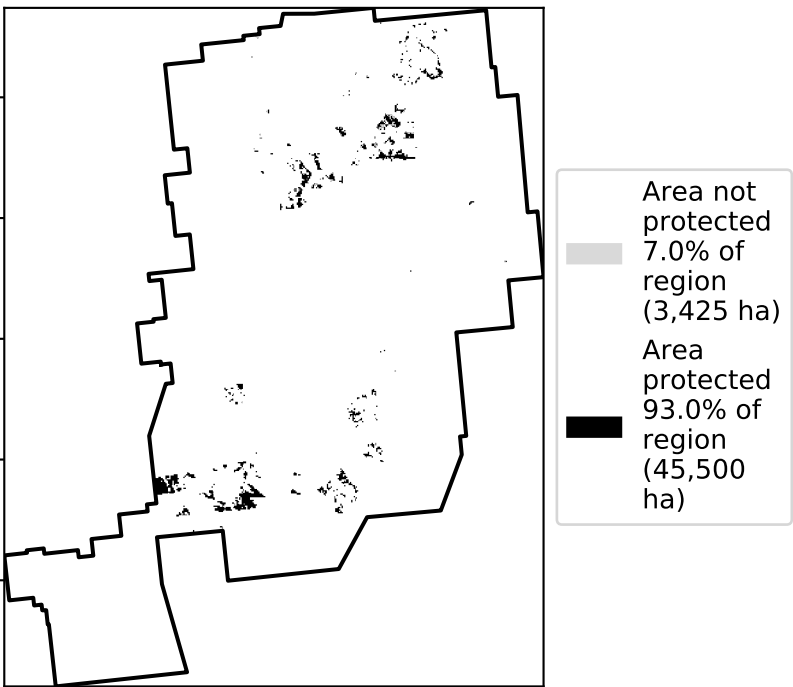 Area not
protected
7.0% of
region
(3,425 ha)
Area
protected
93.0% of
region
(45,500
ha)